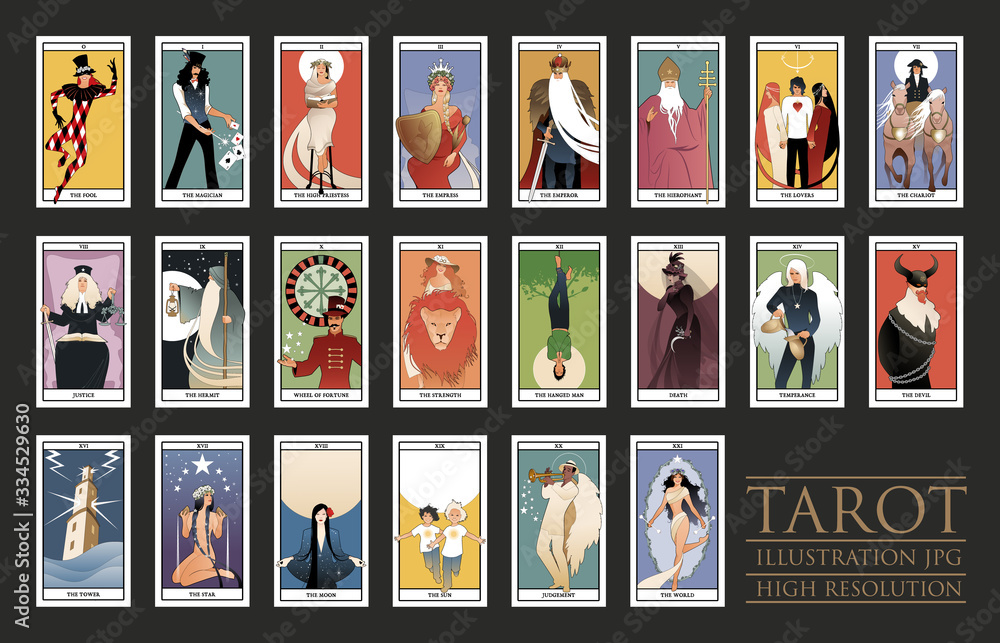 O
I
II
III
IV
V
VI
VII
THE FOOL
THE MAGICIAN
THE HIGH PRIESTESS
THE EMPRESS
THE EMPEROR
THE HIEROPHANT
THE LOVERS
THE CHARIOT
VIII
IX
X
XI
XII
XIII
XIV
XV
JUSTICE
THE HERMIT
WHEEL OF FORTUNE
THE STRENGTH
THE HANGED MAN
DEATH
TEMPERANCE
THE DEVIL
XVI
XVII
XVIII
XIX
XX
XXI
THE TOWER
THE STAR
THE MOON
THE SUN
JUDGEMENT
THE WORLD
TAROT
ILLUSTRATION JPG
HIGH RESOLUTION
Adobe Stock | #334529630